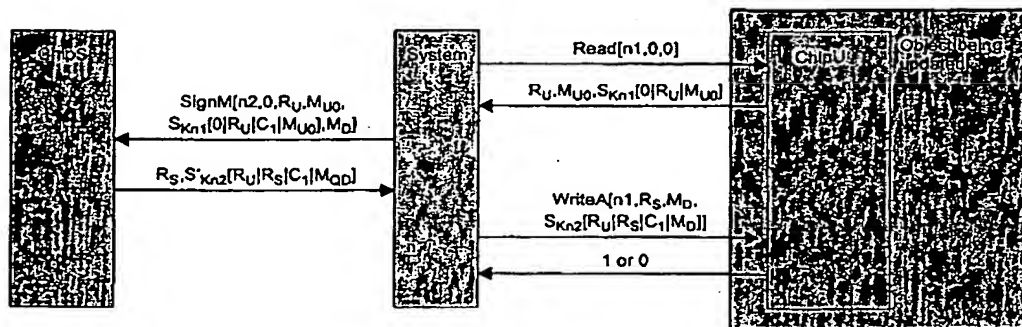 ChipS
System
ChipU
Object being
updated
Read[n1,0,0]
R_U,M_U0,S_Kn1[0|R_U|M_U0]
SignM[n2,0,R_U,M_U0,
S_Kn1[0|R_U|C_1|M_U0],M_D]
R_S,S'_Kn2[R_U|R_S|C_1|M_QD]
WriteA[n1,R_S,M_D,
S_Kn2[R_U|R_S|C_1|M_D]]
1 or 0